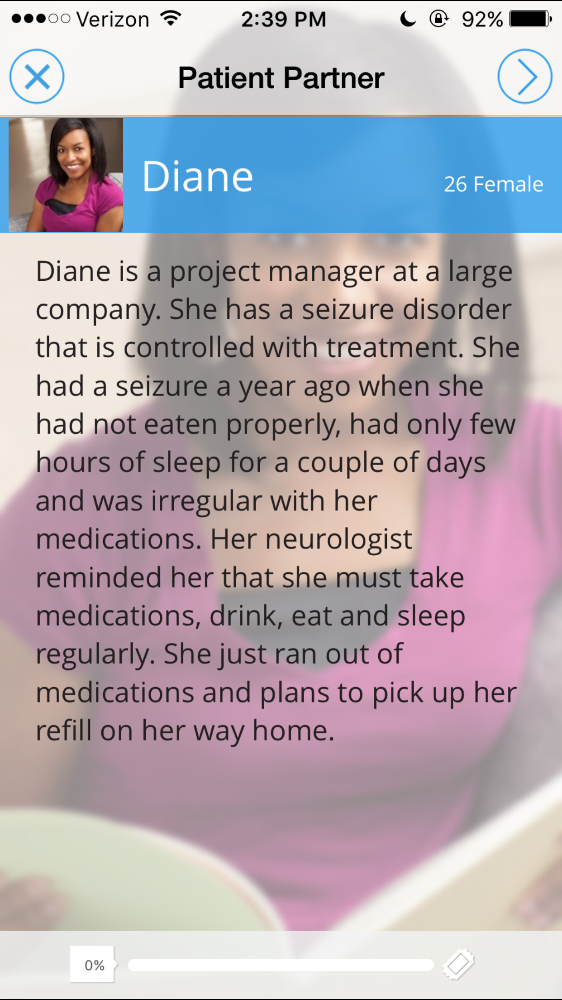 Verizon 2:39 PM 92%
Patient Partner
Diane 26 Female
Diane is a project manager at a large
company. She has a seizure disorder
that is controlled with treatment. She
had a seizure a year ago when she
had not eaten properly, had only few
hours of sleep for a couple of days
and was irregular with her
medications. Her neurologist
reminded her that she must take
medications, drink, eat and sleep
regularly. She just ran out of
medications and plans to pick up her
refill on her way home.
0%